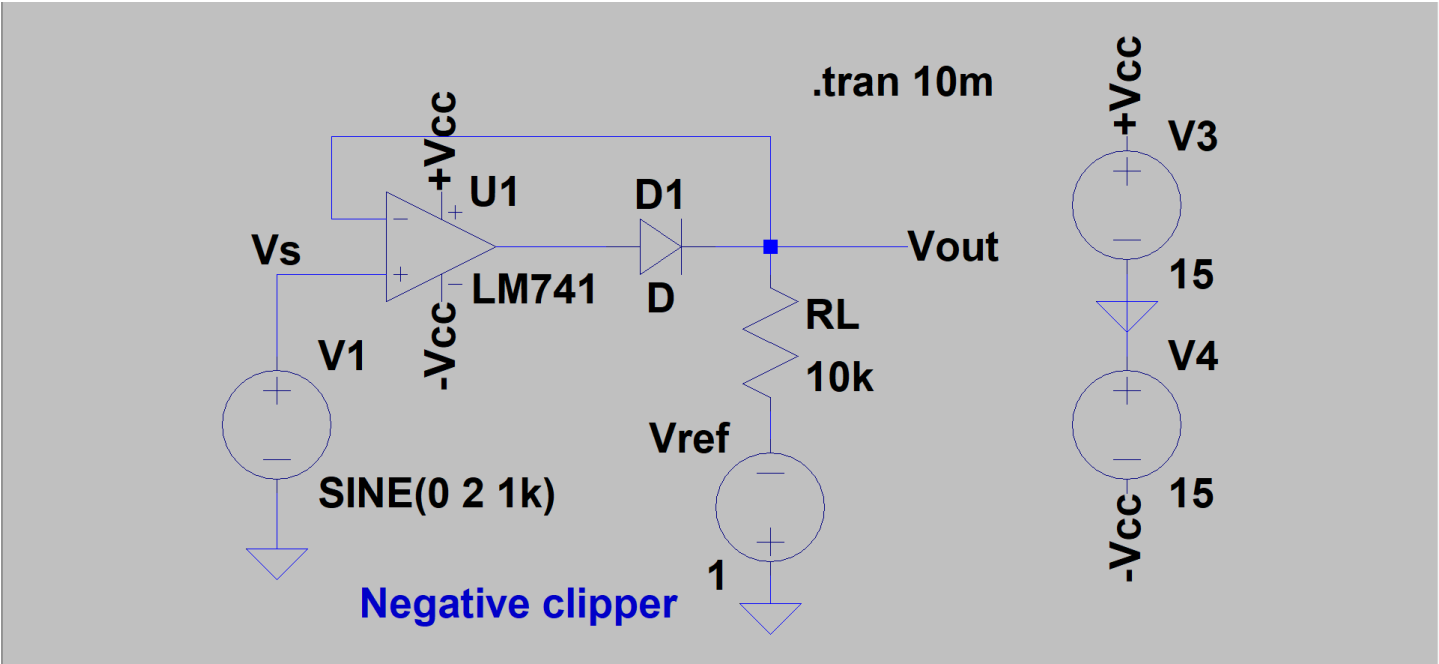 .tran 10m
+Vcc
V3
15
V4
15
-Vcc
+Vcc
U1
LM741
-Vcc
D1
D
Vs
V1
SINE(0 2 1k)
Vout
RL
10k
Vref
1
Negative clipper